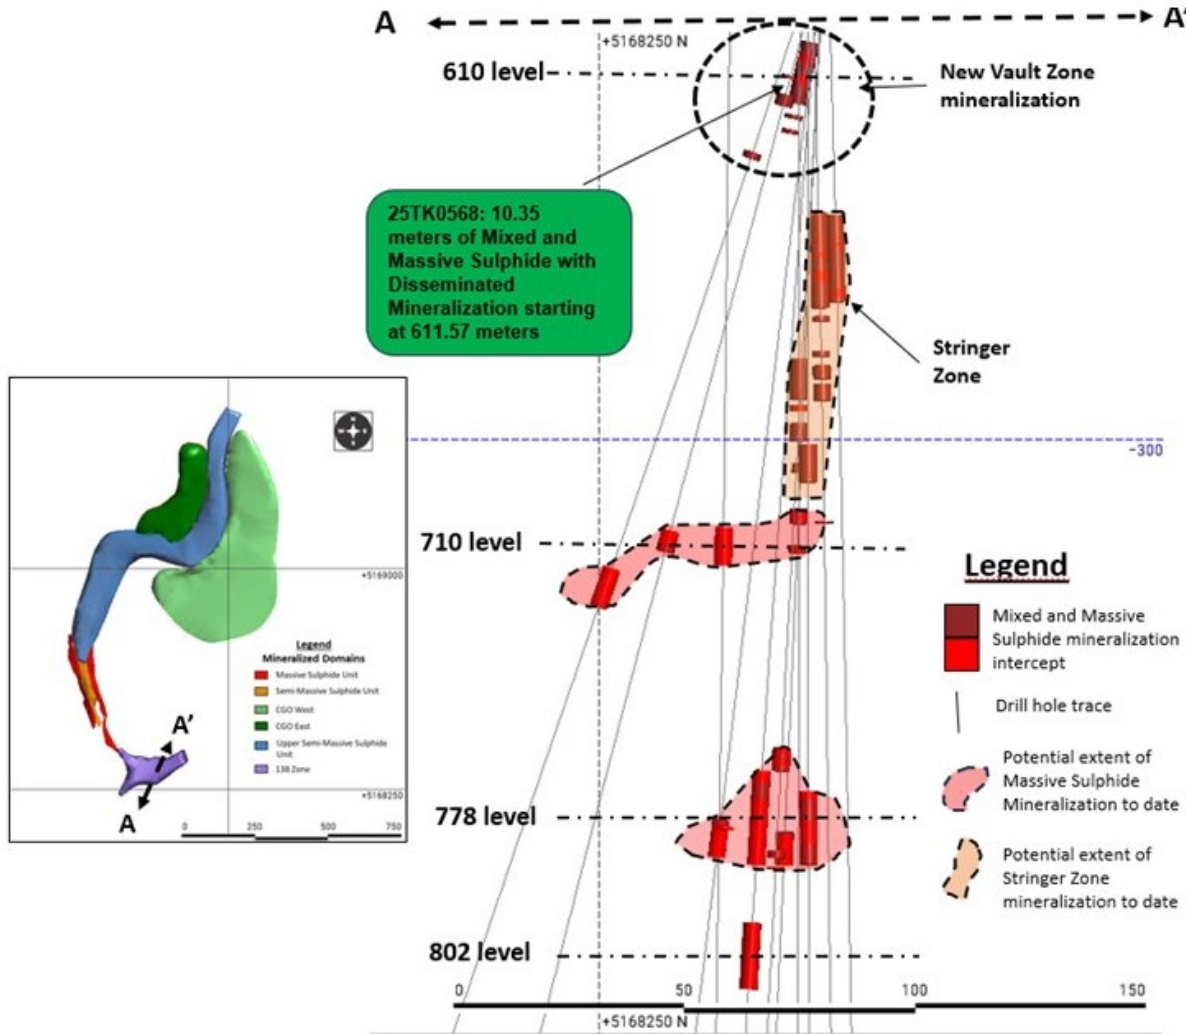 A
A'
+5168250 N
610 level
New Vault Zone
mineralization
25TK0568: 10.35
meters of Mixed and
Massive Sulphide with
Disseminated
Mineralization starting
at 611.57 meters
Stringer
Zone
-300
710 level
778 level
802 level
0
50
100
150
+5168250 N
Legend
Mixed and Massive
Sulphide mineralization
intercept
Drill hole trace
Potential extent of
Massive Sulphide
Mineralization to date
Potential extent of
Stringer Zone
mineralization to date
+5169000
Legend
Mineralized Domains
Massive Sulphide Unit
Semi-Massive Sulphide Unit
CGO West
CGO East
Upper Semi-Massive Sulphide
Unit
138 Zone
A'
A
+5168250
0
250
500
750